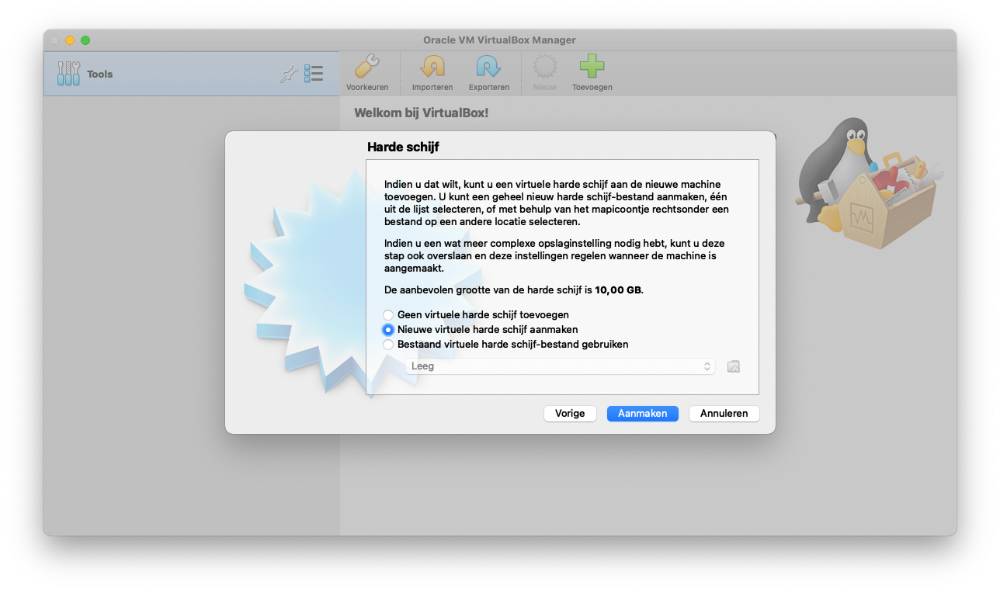 Oracle VM VirtualBox Manager
Tools
Voorkeuren
Importeren
Exporteren
Nieuw
Toevoegen
Welkom bij VirtualBox!
Harde schijf
Indien u dat wilt, kunt u een virtuele harde schijf aan de nieuwe machine
toevoegen. U kunt een geheel nieuw harde schijf-bestand aanmaken, één
uit de lijst selecteren, of met behulp van het mapicoontje rechtsonder een
bestand op een andere locatie selecteren.
Indien u een wat meer complexe opslaginstelling nodig hebt, kunt u deze
stap ook overslaan en deze instellingen regelen wanneer de machine is
aangemaakt.
De aanbevolen grootte van de harde schijf is 10,00 GB.
Geen virtuele harde schijf toevoegen
Nieuwe virtuele harde schijf aanmaken
Bestaand virtuele harde schijf-bestand gebruiken
Leeg
Vorige
Aanmaken
Annuleren